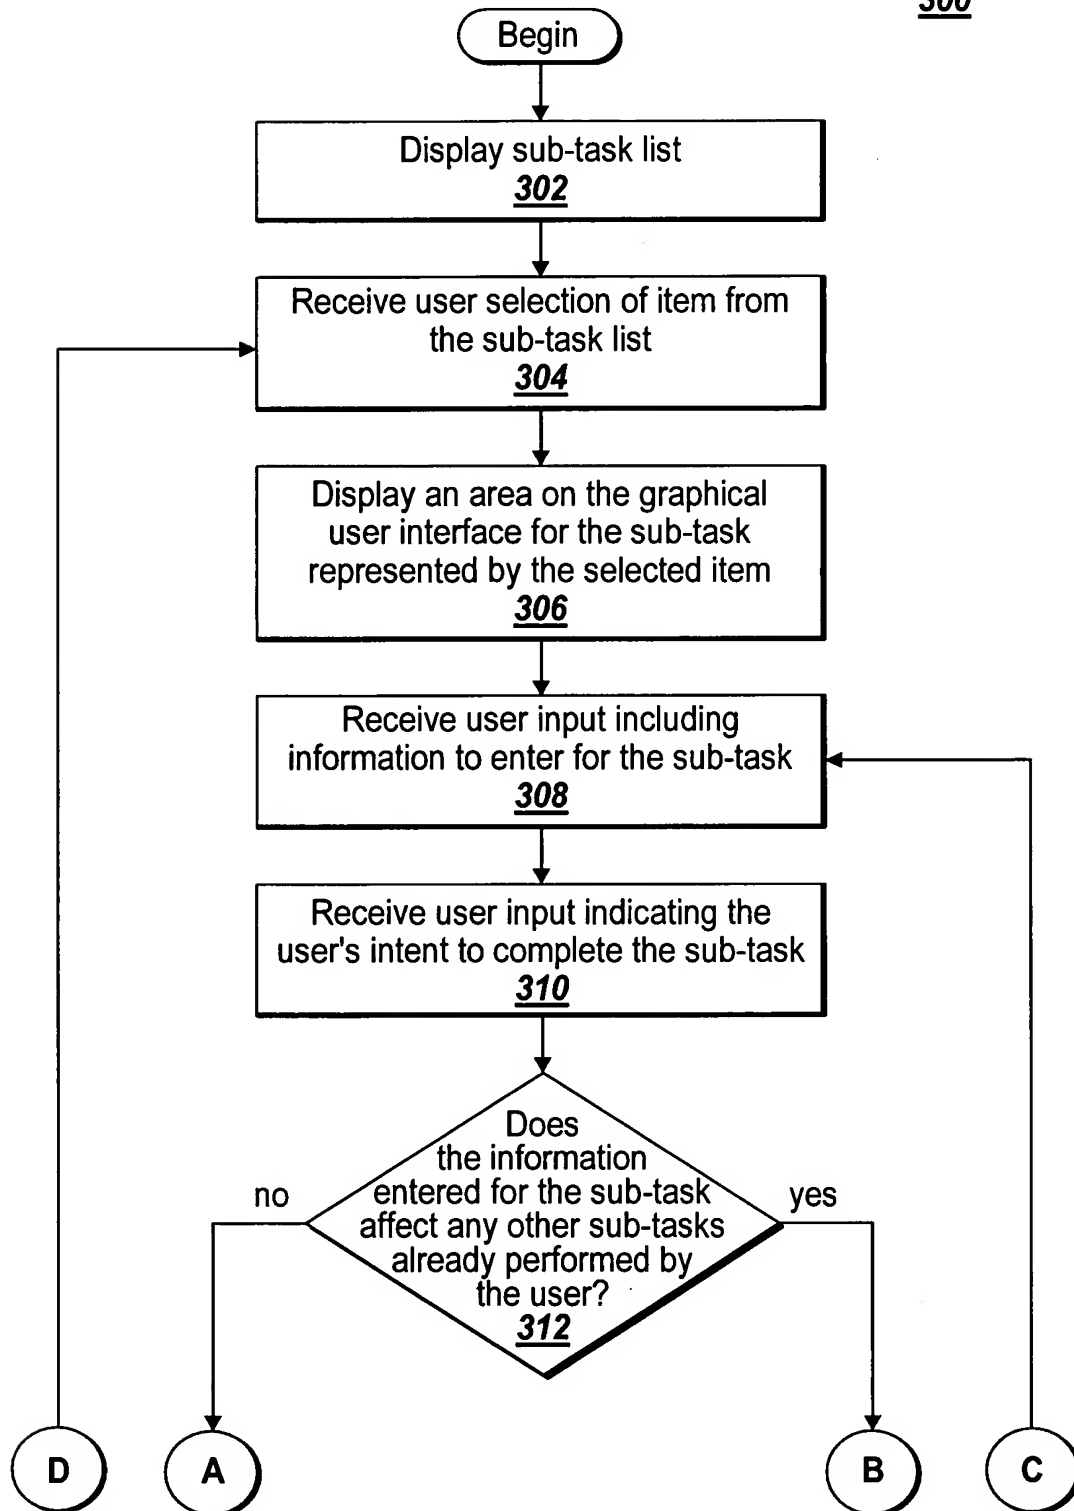 300
Begin
Display sub-task list
302
Receive user selection of item from
the sub-task list
304
Display an area on the graphical
user interface for the sub-task
represented by the selected item
306
Receive user input including
information to enter for the sub-task
308
Receive user input indicating the
user's intent to complete the sub-task
310
Does
the information
entered for the sub-task
affect any other sub-tasks
already performed by
the user?
312
no
yes
D
A
B
C